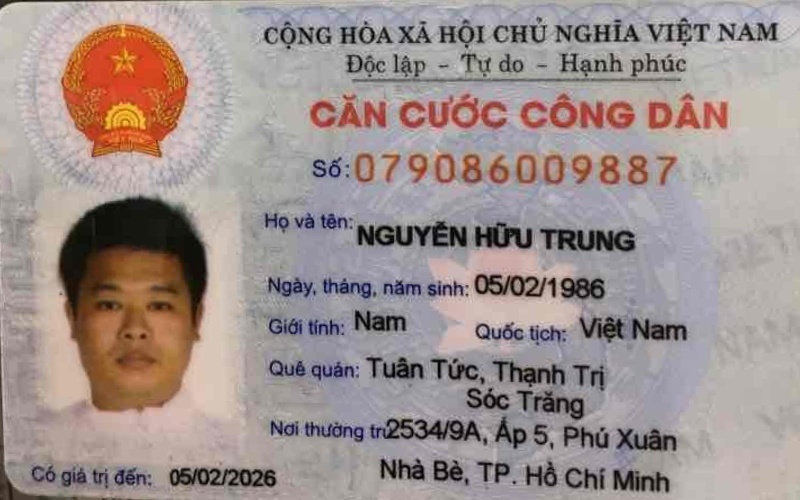 CỘNG HÒA XÃ HỘI CHỦ NGHĨA VIỆT NAM
Độc lập - Tự do - Hạnh phúc
CĂN CƯỚC CÔNG DÂN
Số: 079086009887
Họ và tên: NGUYỄN HỮU TRUNG
Ngày, tháng, năm sinh: 05/02/1986
Giới tính: Nam Quốc tịch: Việt Nam
Quê quán: Tuân Tức, Thạnh Trị
Sóc Trăng
Nơi thường trú 2534/9A, Ấp 5, Phú Xuân
Nhà Bè, TP. Hồ Chí Minh
Có giá trị đến: 05/02/2026